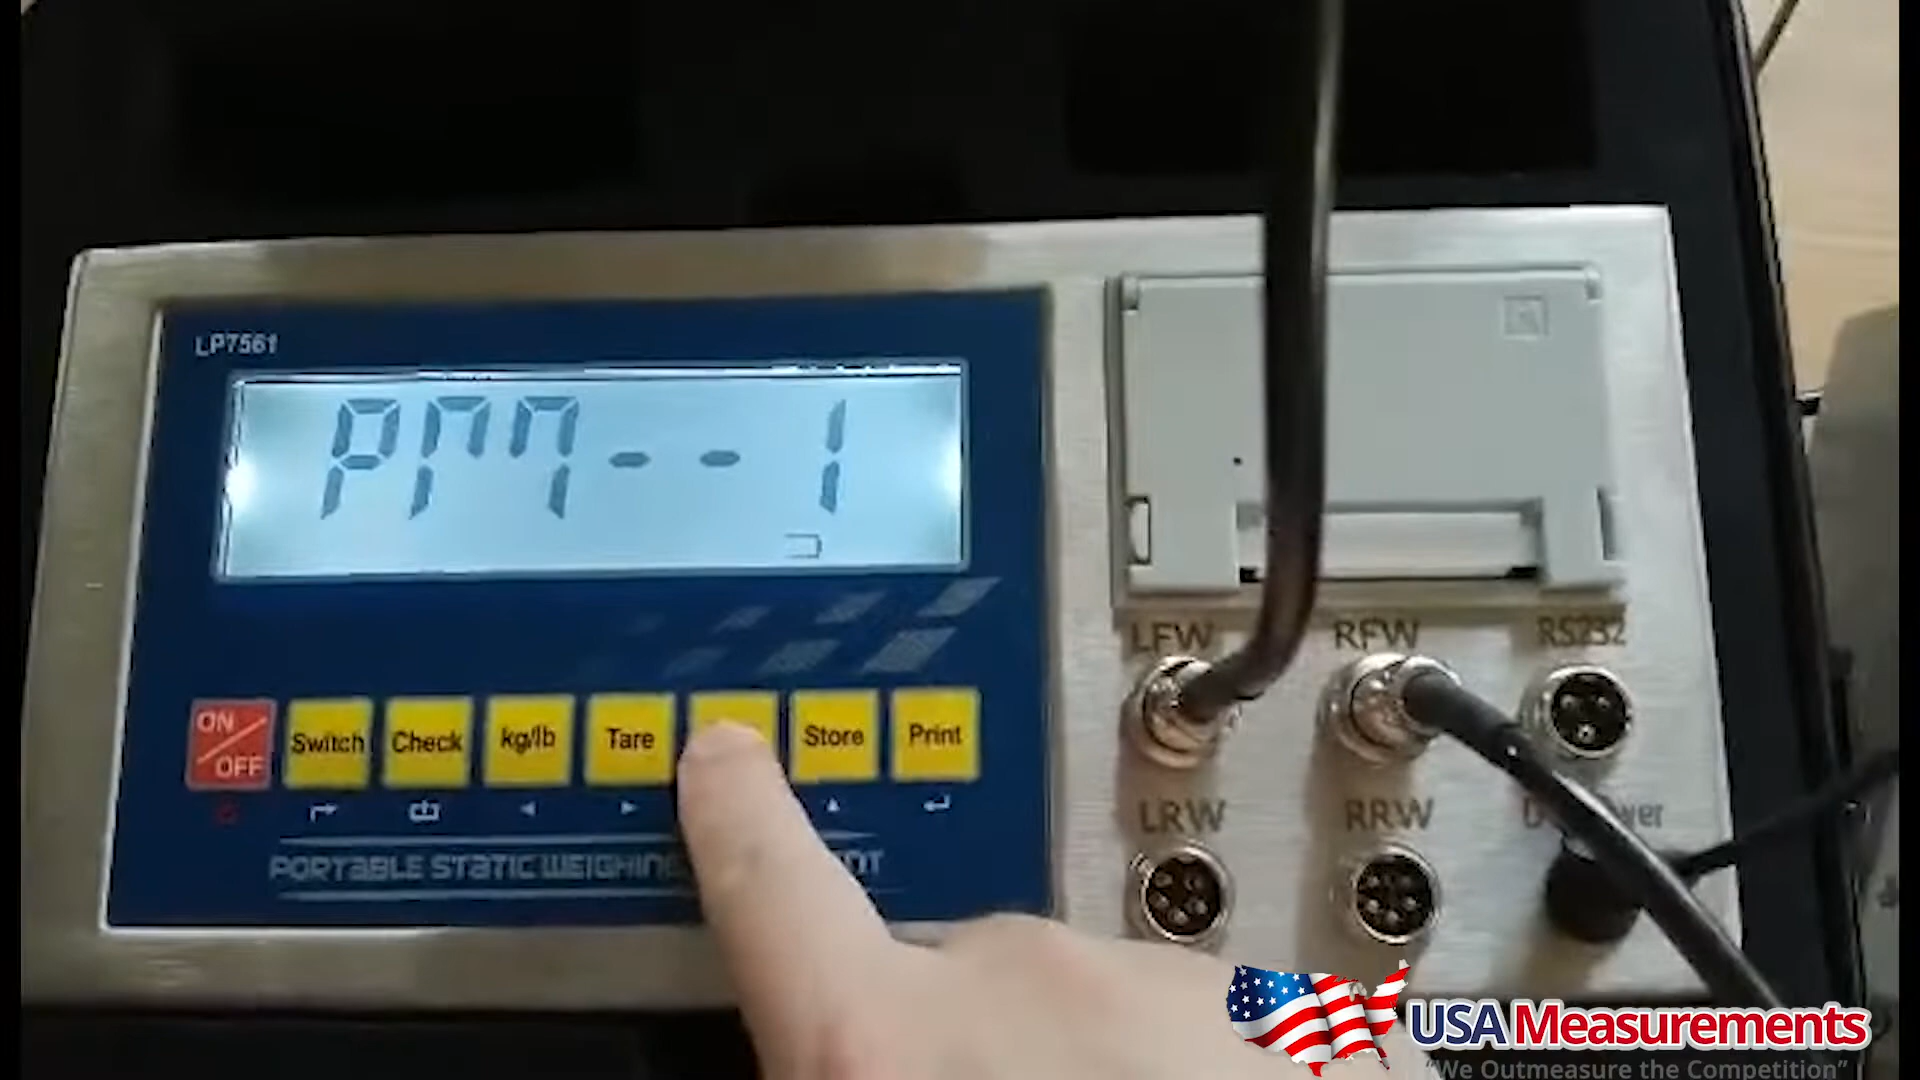 LP7561
PM--1
ON
OFF
Switch
Check
kg/lb
Tare
Store
Print
PORTABLE STATIC WEIGHING
LFW
RFW
RS232
LRW
RRW
USA Measurements
"We Outmeasure the Competition"